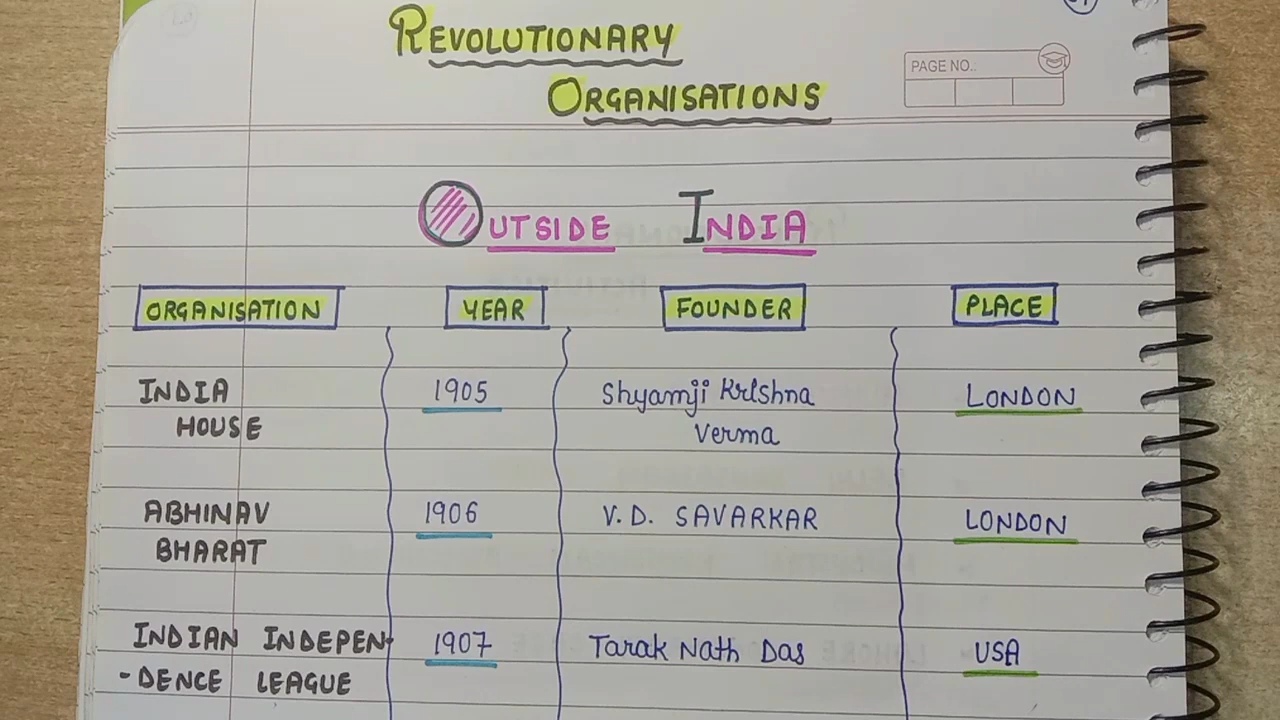 REVOLUTIONARY
ORGANISATIONS
PAGE NO..
OUTSIDE INDIA
ORGANISATION YEAR FOUNDER PLACE
INDIA 1905 Shyamji Krishna LONDON
HOUSE Verma
ABHINAV 1906 V.D. SAVARKAR LONDON
BHARAT
INDIAN INDEPEN- 1907 Tarak Nath Das USA
-DENCE LEAGUE